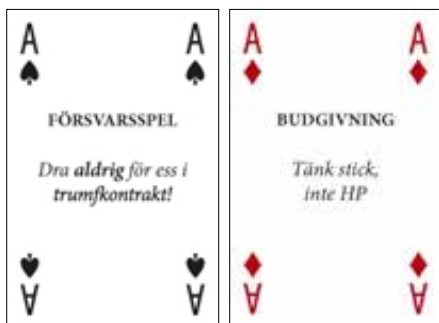 A A
FÖRSVARSSPEL
Dra aldrig för ess i
trumfkontrakt!
A A
A A
BUDGIVNING
Tänk stick,
inte HP
A A